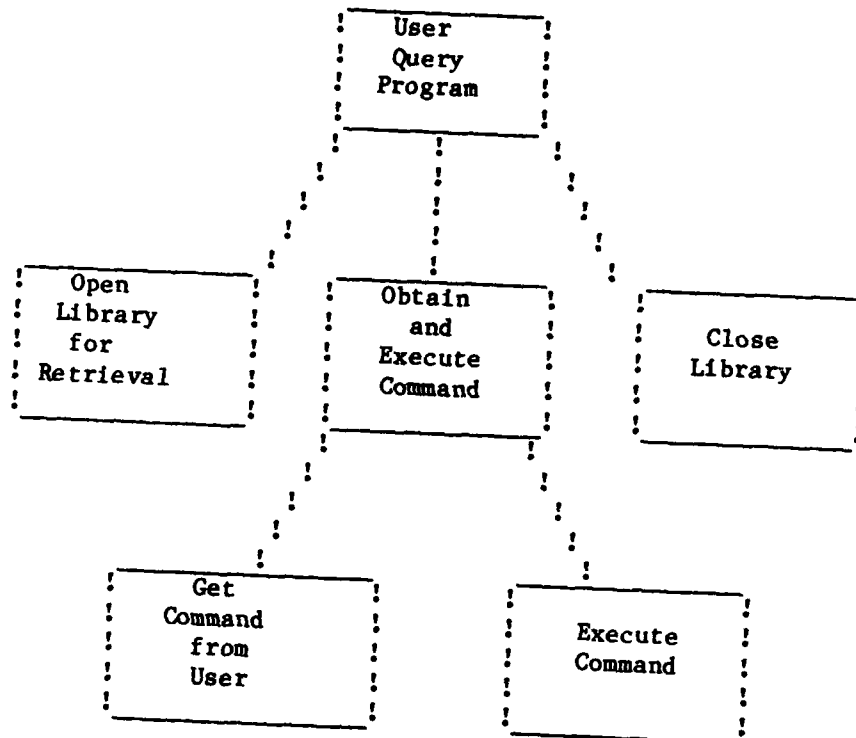 User
Query
Program
Open
Library
for
Retrieval
Obtain
and
Execute
Command
Close
Library
Get
Command
from
User
Execute
Command